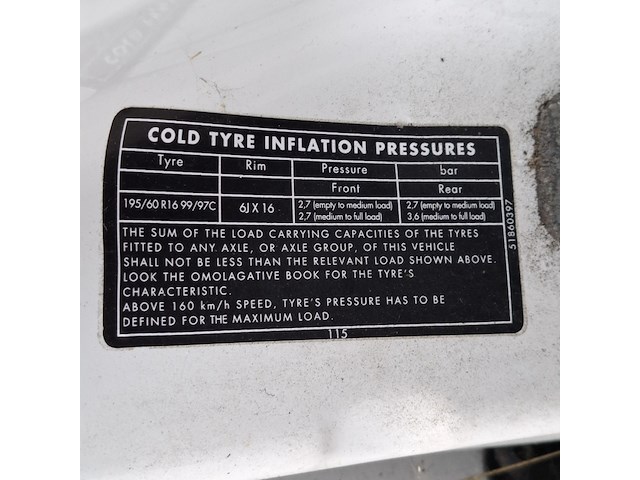 COLD TYRE INFLATION PRESSURES
Tyre Rim Pressure bar
Front Rear
195/60 R16 99/97C 6J X 16 2,7 (empty to medium load) 2,7 (empty to medium load)
2,7 (medium to full load) 3,6 (medium to full load)
THE SUM OF THE LOAD CARRYING CAPACITIES OF THE TYRES
FITTED TO ANY AXLE, OR AXLE GROUP, OF THIS VEHICLE
SHALL NOT BE LESS THAN THE RELEVANT LOAD SHOWN ABOVE.
LOOK THE OMOLAGATIVE BOOK FOR THE TYRE'S
CHARACTERISTIC.
ABOVE 160 km/h SPEED, TYRE'S PRESSURE HAS TO BE
DEFINED FOR THE MAXIMUM LOAD.
115
51860397